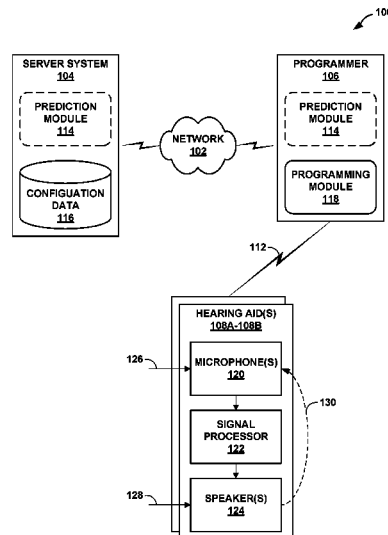 100
SERVER SYSTEM
104
PREDICTION
MODULE
114
CONFIGUATION
DATA
116
NETWORK
102
PROGRAMMER
106
PREDICTION
MODULE
114
PROGRAMMING
MODULE
118
112
HEARING AID(S)
108A-108B
126
MICROPHONE(S)
120
130
SIGNAL
PROCESSOR
122
128
SPEAKER(S)
124